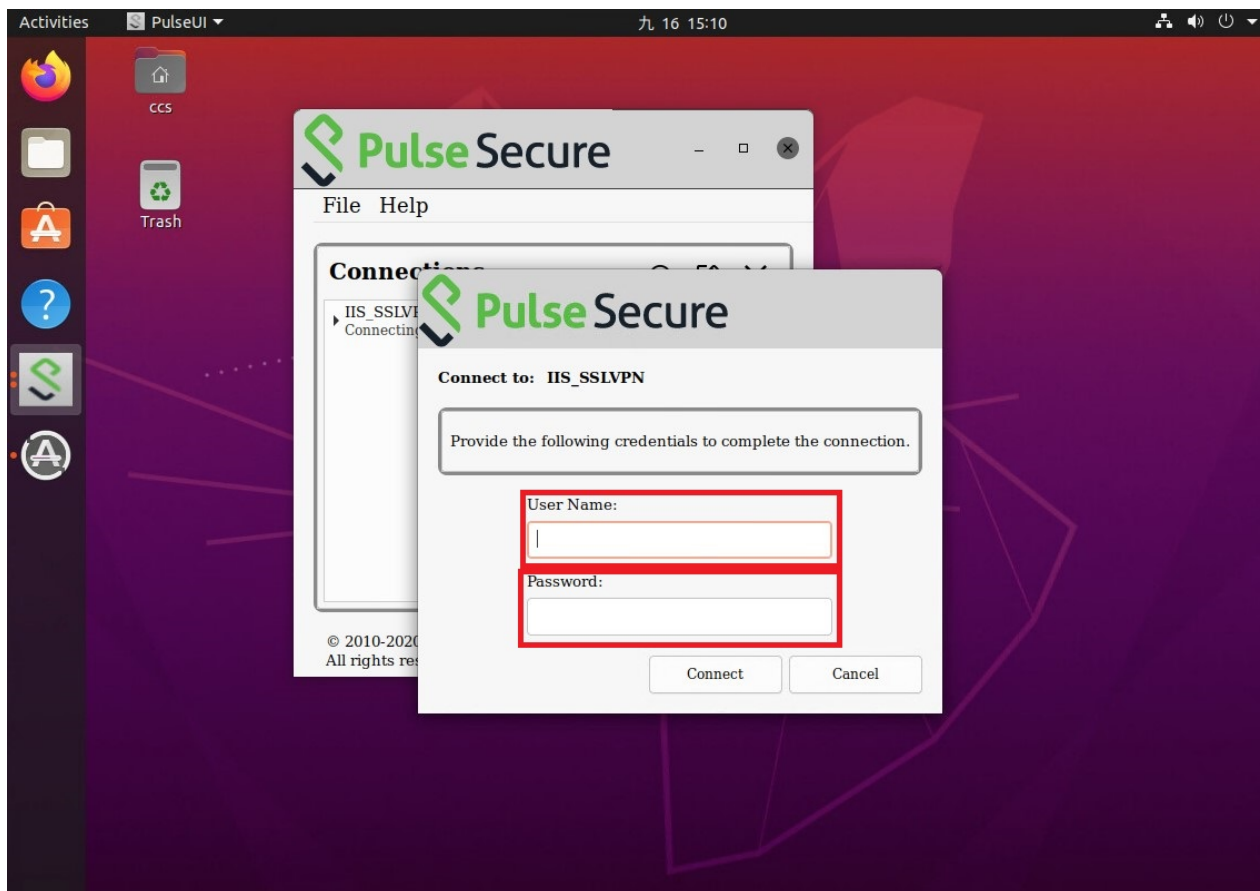 Activities PulseUI 九 16 15:10
ccs
Trash
Pulse Secure
File Help
Connections
IIS_SSLV
Connecting
Pulse Secure
Connect to: IIS_SSLVPN
Provide the following credentials to complete the connection.
User Name:
Password:
Connect Cancel
© 2010-2020
All rights res